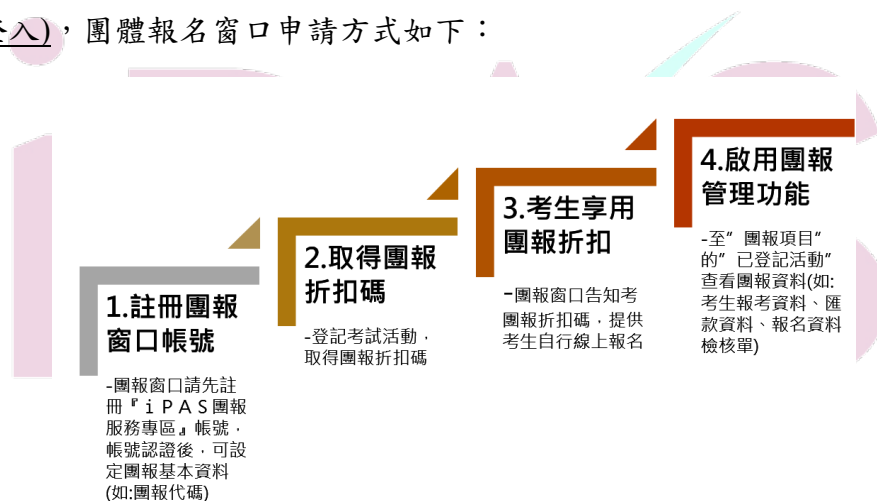 登入)，團體報名窗口申請方式如下：
1.註冊團報
窗口帳號
-團報窗口請先註
冊『iPAS團報
服務專區』帳號，
帳號認證後，可設
定團報基本資料
(如:團報代碼)
2.取得團報
折扣碼
-登記考試活動，
取得團報折扣碼
3.考生享用
團報折扣
-團報窗口告知考
團報折扣碼，提供
考生自行線上報名
4.啟用團報
管理功能
-至”團報項目”
的”已登記活動”
查看團報資料(如:
考生報考資料、匯
款資料、報名資料
檢核單)